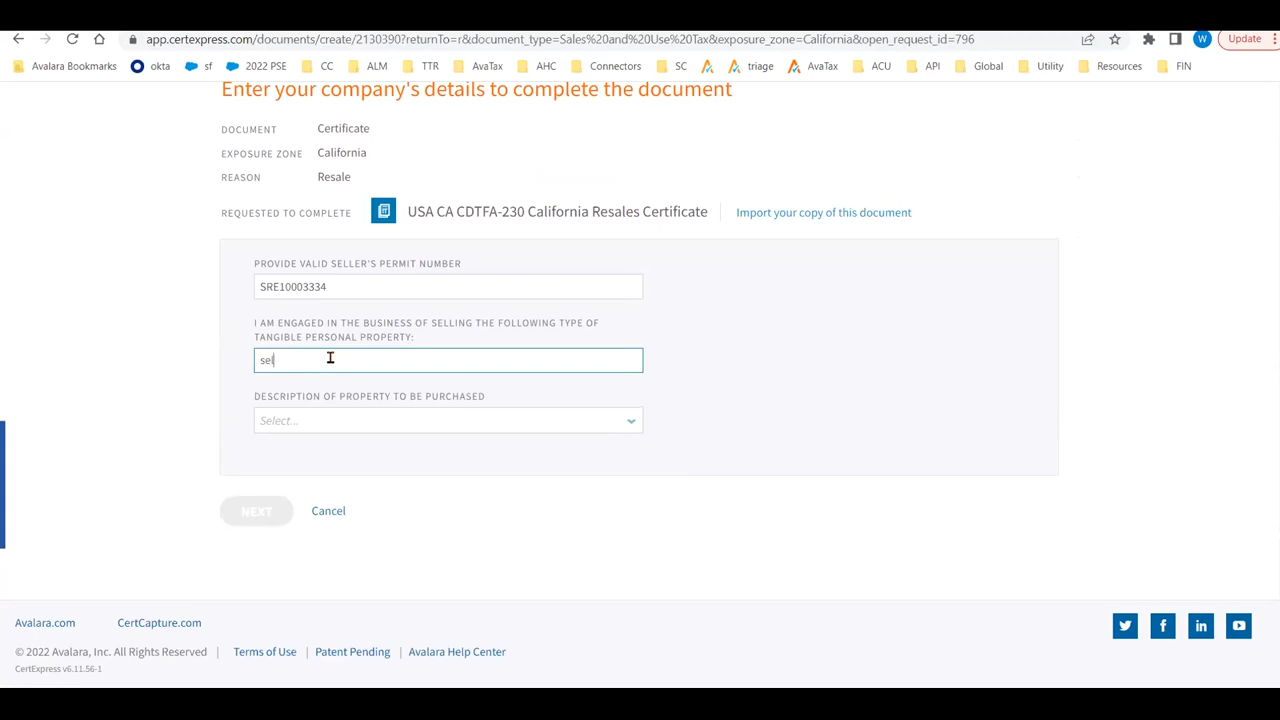 app.certexpress.com/documents/create/2130390?returnTo=r&document_type=Sales%20and%20Use%20Tax&exposure_zone=California&open_request_id=796
W
Update
Avalara Bookmarks okta sf 2022 PSE CC ALM TTR AvaTax AHC Connectors SC triage AvaTax ACU API Global Utility Resources FIN
Enter your company's details to complete the document
DOCUMENT Certificate
EXPOSURE ZONE California
REASON Resale
REQUESTED TO COMPLETE USA CA CDTFA-230 California Resales Certificate Import your copy of this document
PROVIDE VALID SELLER'S PERMIT NUMBER
SRE10003334
I AM ENGAGED IN THE BUSINESS OF SELLING THE FOLLOWING TYPE OF
TANGIBLE PERSONAL PROPERTY:
sel
DESCRIPTION OF PROPERTY TO BE PURCHASED
Select...
NEXT Cancel
Avalara.com CertCapture.com
© 2022 Avalara, Inc. All Rights Reserved | Terms of Use | Patent Pending | Avalara Help Center
CertExpress v6.11.56-1